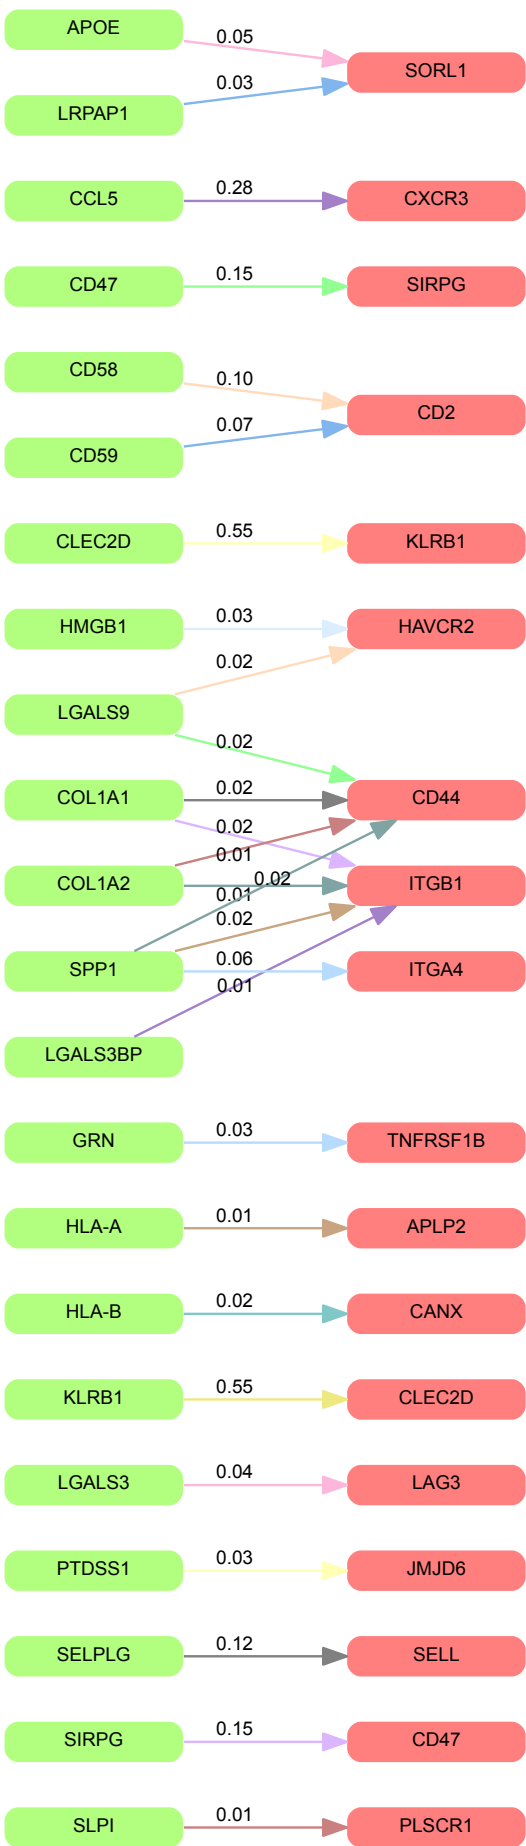 APOE
0.05
SORL1
0.03
LRPAP1
CCL5
0.28
CXCR3
CD47
0.15
SIRPG
CD58
0.10
CD2
0.07
CD59
CLEC2D
0.55
KLRB1
HMGB1
0.03
HAVCR2
0.02
LGALS9
0.02
COL1A1
0.02
CD44
0.02
0.01
COL1A2
0.02
ITGB1
0.01
0.02
SPP1
0.06
ITGA4
0.01
LGALS3BP
GRN
0.03
TNFRSF1B
HLA-A
0.01
APLP2
HLA-B
0.02
CANX
KLRB1
0.55
CLEC2D
LGALS3
0.04
LAG3
PTDSS1
0.03
JMJD6
SELPLG
0.12
SELL
SIRPG
0.15
CD47
SLPI
0.01
PLSCR1